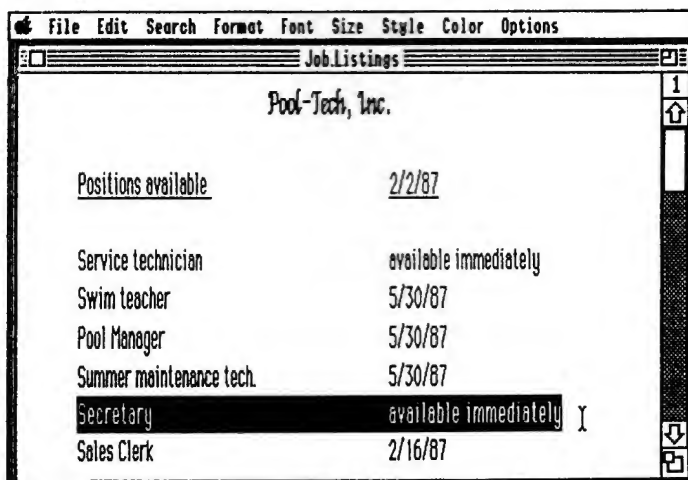 File Edit Search Format Font Size Style Color Options
Job.Listings
1
Pool-Tech, Inc.
Positions available 2/2/87
Service technician available immediately
Swim teacher 5/30/87
Pool Manager 5/30/87
Summer maintenance tech. 5/30/87
Secretary available immediately
Sales Clerk 2/16/87